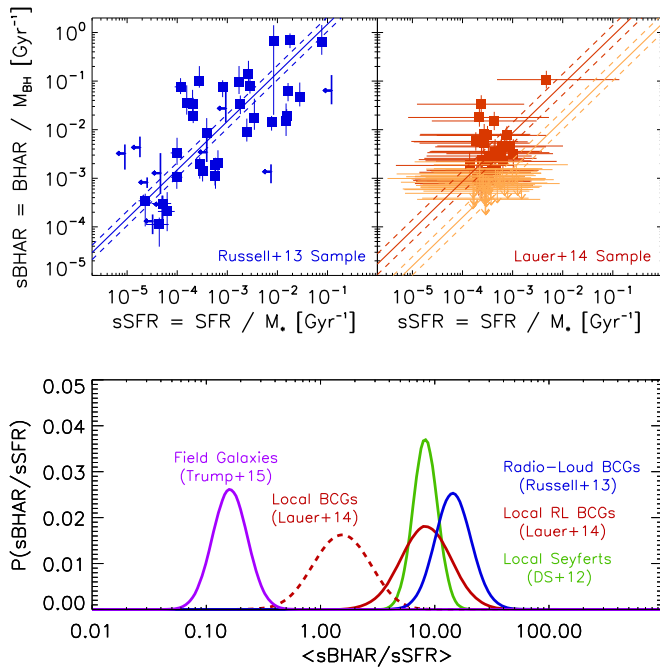 sBHAR = BHAR / M_BH [Gyr⁻¹]
10⁰
10⁻¹
10⁻²
10⁻³
10⁻⁴
10⁻⁵
Russell+13 Sample
Lauer+14 Sample
10⁻⁵ 10⁻⁴ 10⁻³ 10⁻² 10⁻¹
10⁻⁵ 10⁻⁴ 10⁻³ 10⁻² 10⁻¹ 10⁰
sSFR = SFR / M_* [Gyr⁻¹]
sSFR = SFR / M_* [Gyr⁻¹]
P(sBHAR/sSFR)
0.05
0.04
0.03
0.02
0.01
0.00
Field Galaxies
(Trump+15)
Local BCGs
(Lauer+14)
Radio-Loud BCGs
(Russell+13)
Local RL BCGs
(Lauer+14)
Local Seyferts
(DS+12)
0.01 0.10 1.00 10.00 100.00
<sBHAR/sSFR>